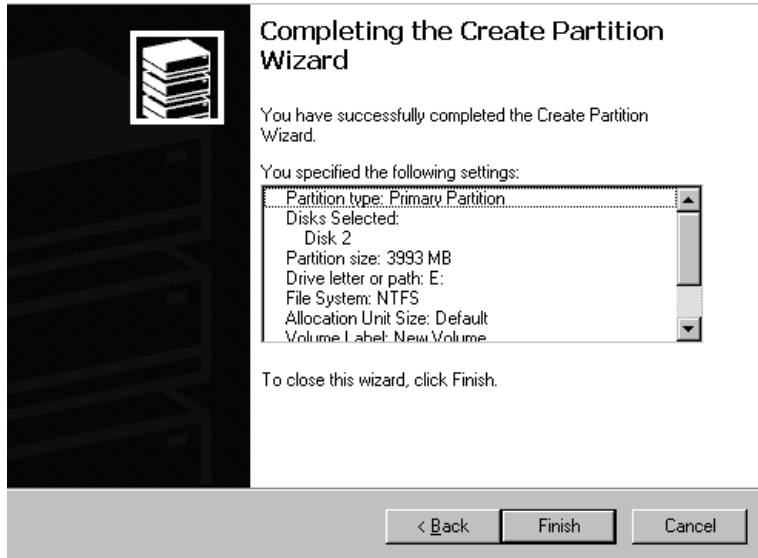 Completing the Create Partition
Wizard
You have successfully completed the Create Partition
Wizard.
You specified the following settings:
Partition type: Primary Partition
Disks Selected:
Disk 2
Partition size: 3993 MB
Drive letter or path: E:
File System: NTFS
Allocation Unit Size: Default
Volume Label: New Volume
To close this wizard, click Finish.
< Back
Finish
Cancel